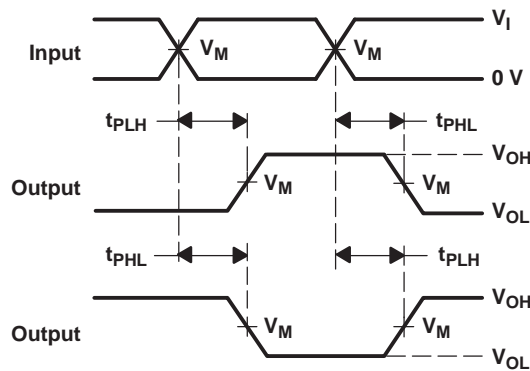 V_I
Input
V_M
V_M
0 V
t_PLH
t_PHL
V_OH
Output
V_M
V_M
V_OL
t_PHL
t_PLH
V_OH
Output
V_M
V_M
V_OL